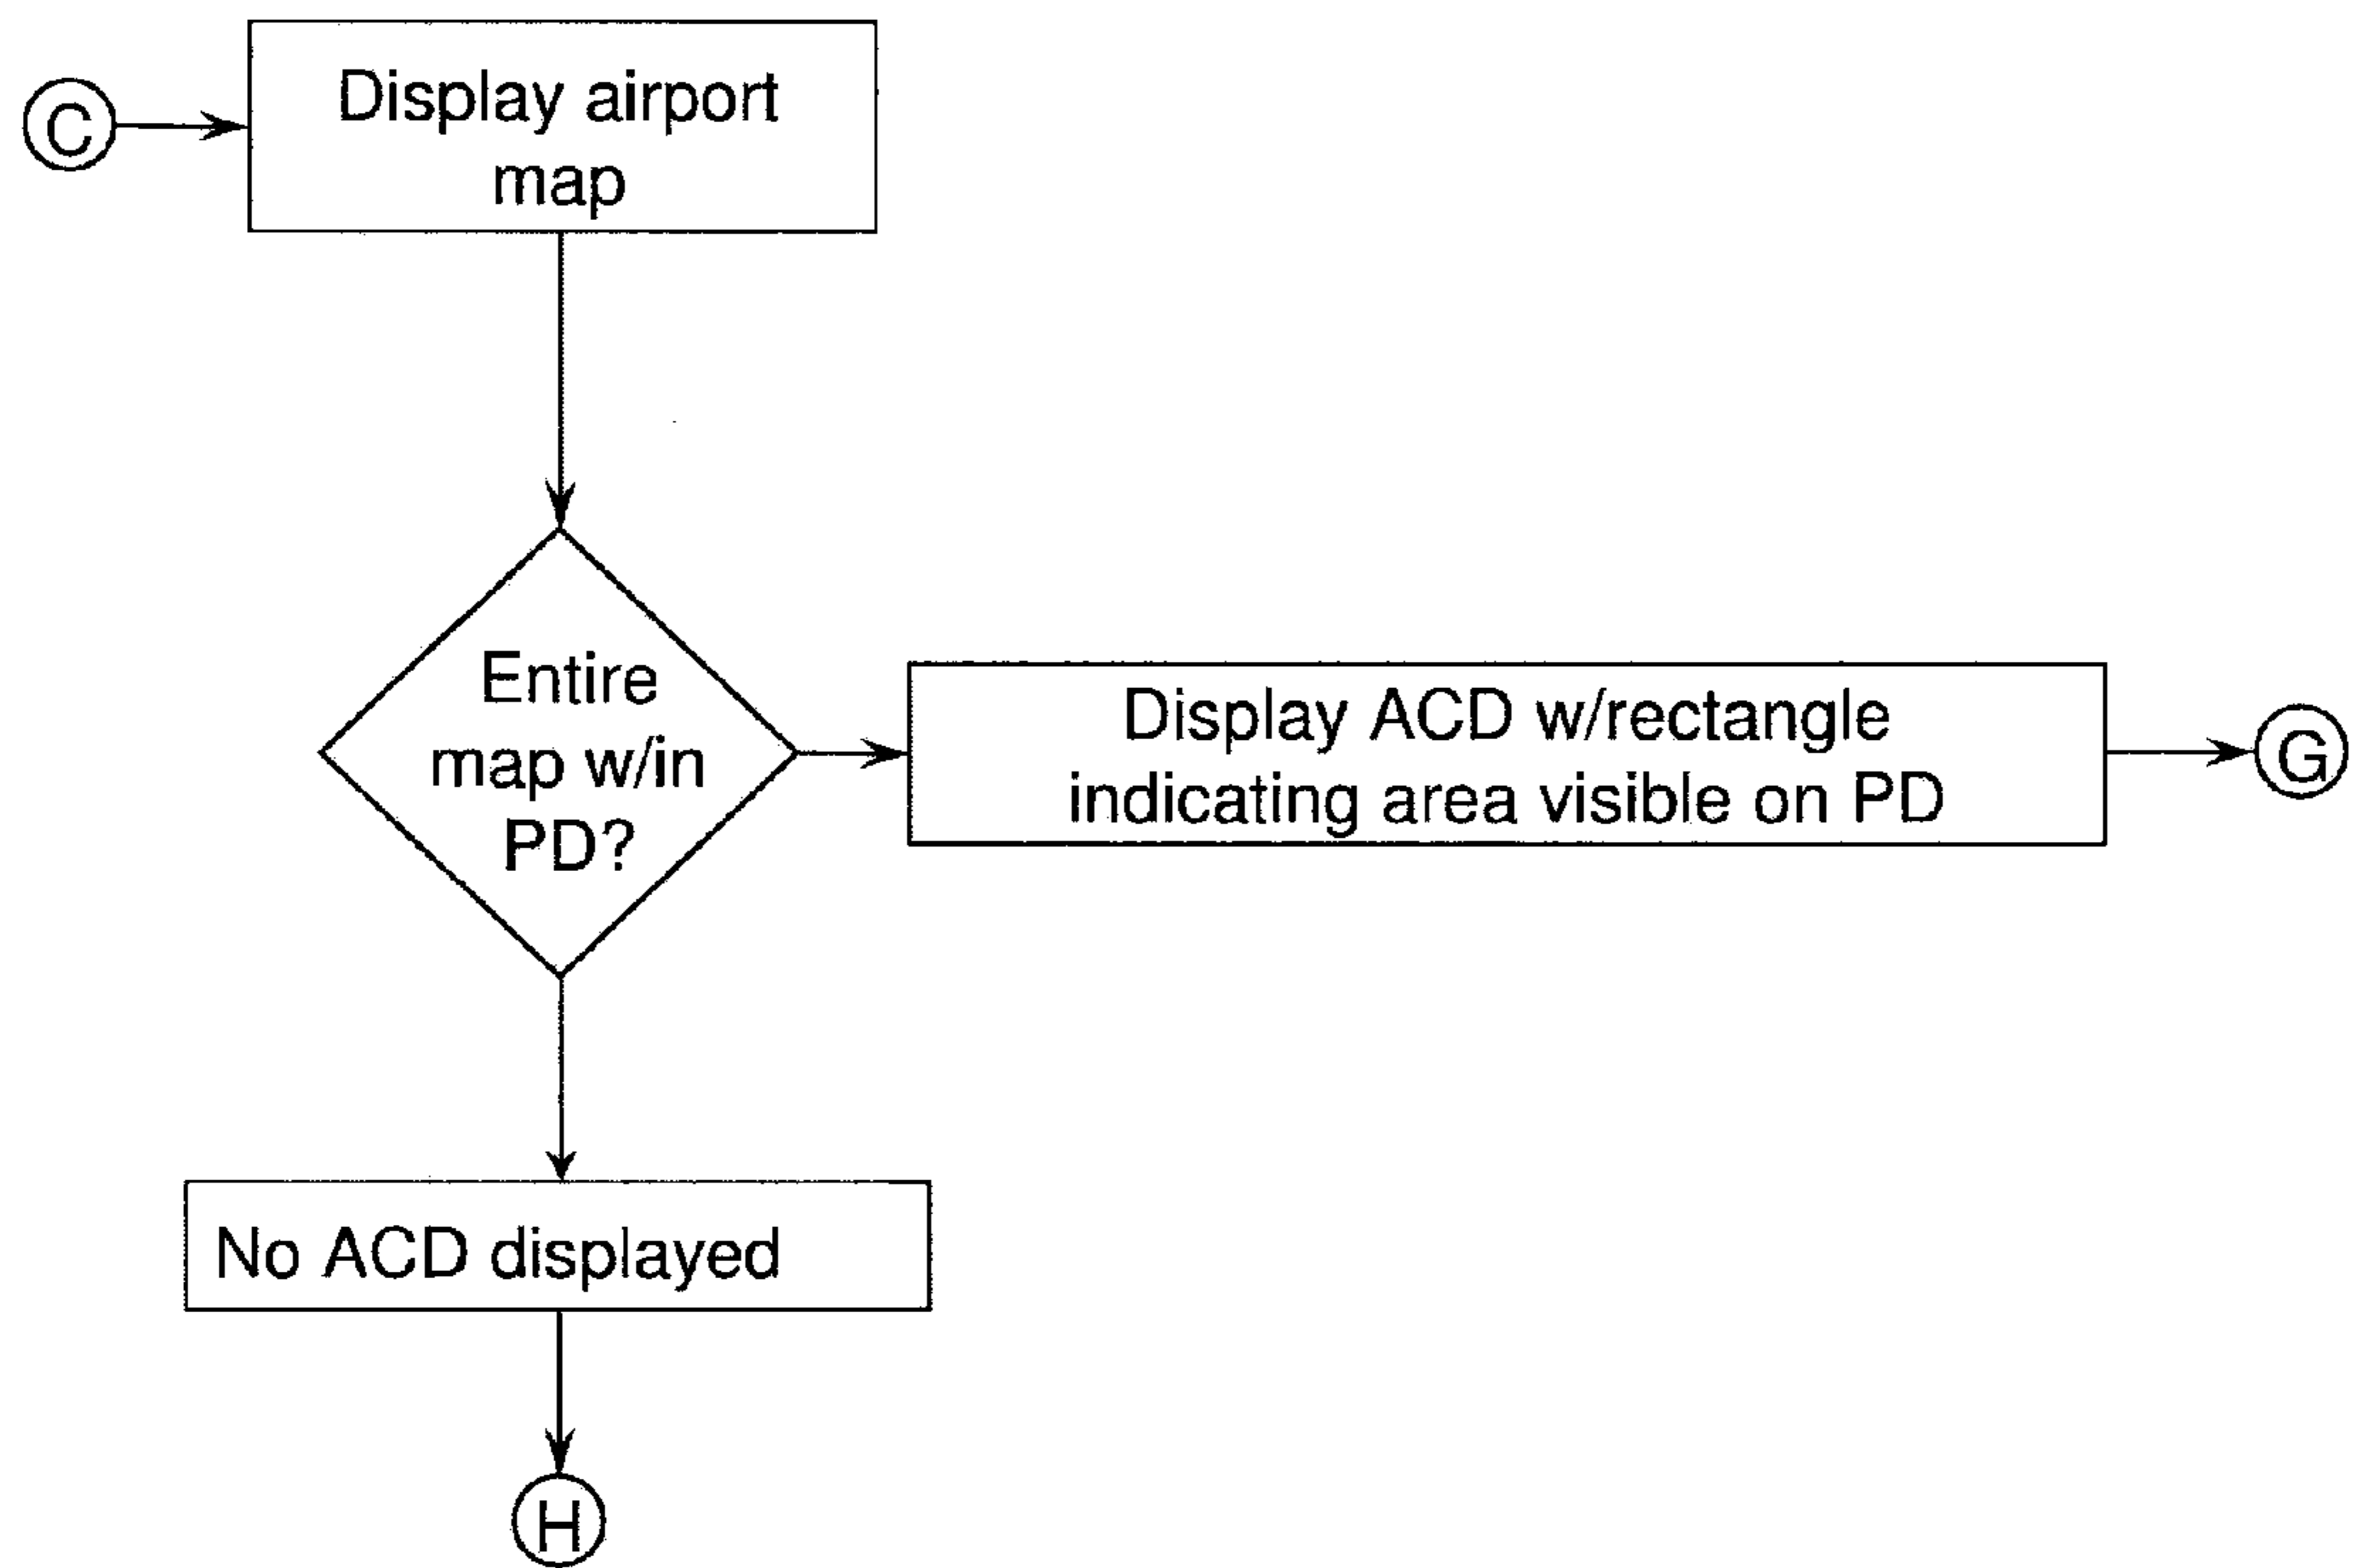 C
Display airport
map
Entire
map w/in
PD?
Display ACD w/rectangle
indicating area visible on PD
G
No ACD displayed
H